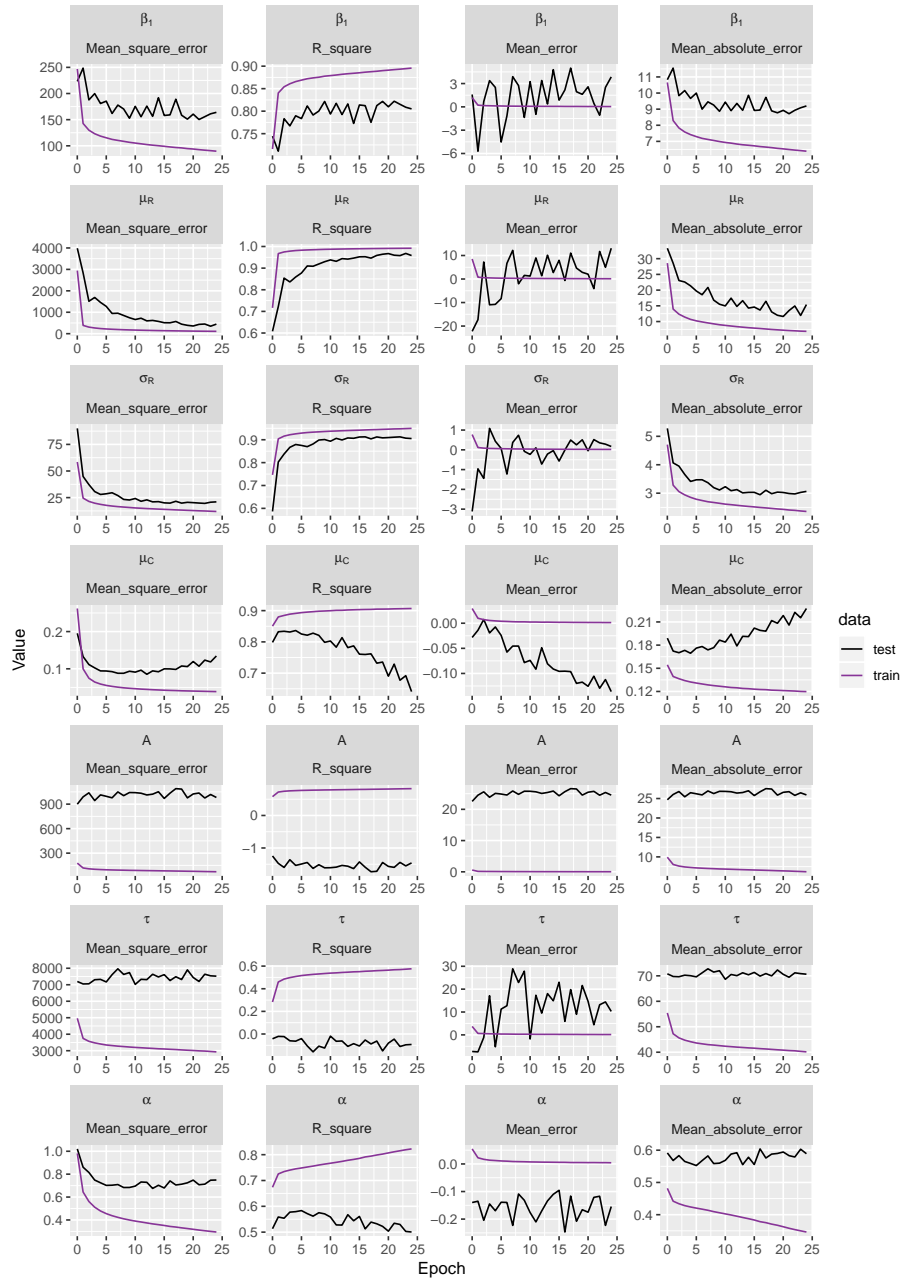 β1 β1 β1 β1
Mean_square_error R_square Mean_error Mean_absolute_error
250
200
150
100
0 5 10 15 20 25
0.90
0.85
0.80
0.75
0 5 10 15 20 25
3
0
−3
−6
0 5 10 15 20 25
11
10
9
8
7
0 5 10 15 20 25
μR μR μR μR
Mean_square_error R_square Mean_error Mean_absolute_error
4000
3000
2000
1000
0
0 5 10 15 20 25
1.0
0.9
0.8
0.7
0.6
0 5 10 15 20 25
10
0
−10
−20
0 5 10 15 20 25
30
25
20
15
10
0 5 10 15 20 25
σR σR σR σR
Mean_square_error R_square Mean_error Mean_absolute_error
75
50
25
0 5 10 15 20 25
0.9
0.8
0.7
0.6
0 5 10 15 20 25
1
0
−1
−2
−3
0 5 10 15 20 25
5
4
3
0 5 10 15 20 25
μC μC μC μC
Mean_square_error R_square Mean_error Mean_absolute_error
0.2
0.1
0 5 10 15 20 25
0.9
0.8
0.7
0 5 10 15 20 25
0.00
−0.05
−0.10
0 5 10 15 20 25
0.21
0.18
0.15
0.12
0 5 10 15 20 25
A A A A
Mean_square_error R_square Mean_error Mean_absolute_error
900
600
300
0 5 10 15 20 25
0
−1
0 5 10 15 20 25
20
10
0
0 5 10 15 20 25
25
20
15
10
0 5 10 15 20 25
τ τ τ τ
Mean_square_error R_square Mean_error Mean_absolute_error
8000
7000
6000
5000
4000
3000
0 5 10 15 20 25
0.6
0.4
0.2
0.0
0 5 10 15 20 25
30
20
10
0
0 5 10 15 20 25
70
60
50
40
0 5 10 15 20 25
α α α α
Mean_square_error R_square Mean_error Mean_absolute_error
1.0
0.8
0.6
0.4
0 5 10 15 20 25
0.8
0.7
0.6
0.5
0 5 10 15 20 25
0.0
−0.1
−0.2
0 5 10 15 20 25
0.6
0.5
0.4
0 5 10 15 20 25
Value
Epoch
data
test
train